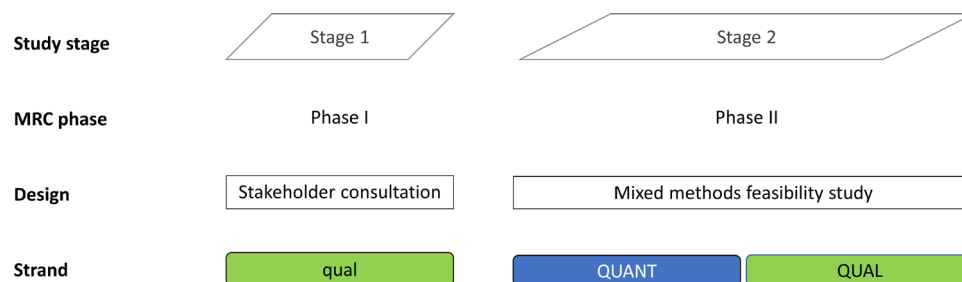 Study stage Stage 1 Stage 2
MRC phase Phase I Phase II
Design Stakeholder consultation Mixed methods feasibility study
Strand qual QUANT QUAL